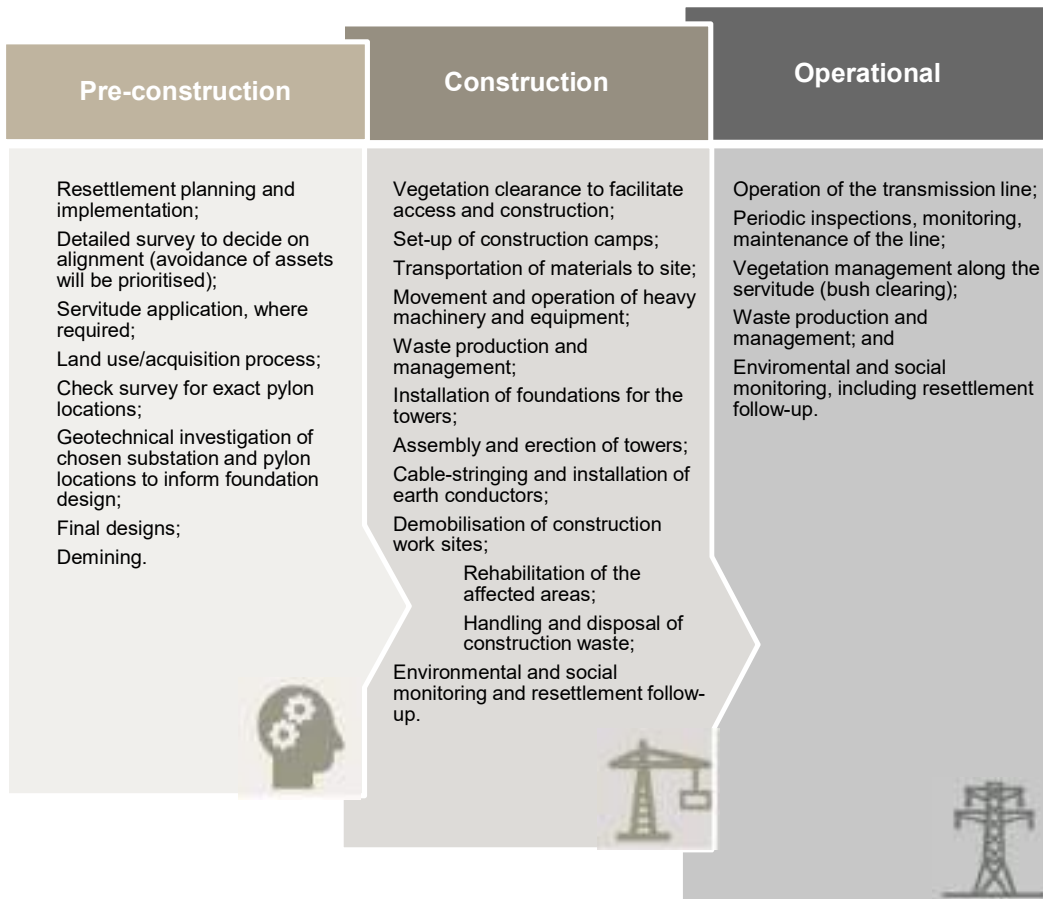 Pre-construction
Resettlement planning and
implementation;
Detailed survey to decide on
alignment (avoidance of assets
will be prioritised);
Servitude application, where
required;
Land use/acquisition process;
Check survey for exact pylon
locations;
Geotechnical investigation of
chosen substation and pylon
locations to inform foundation
design;
Final designs;
Demining.
Construction
Vegetation clearance to facilitate
access and construction;
Set-up of construction camps;
Transportation of materials to site;
Movement and operation of heavy
machinery and equipment;
Waste production and
management;
Installation of foundations for the
towers;
Assembly and erection of towers;
Cable-stringing and installation of
earth conductors;
Demobilisation of construction
work sites;
Rehabilitation of the
affected areas;
Handling and disposal of
construction waste;
Environmental and social
monitoring and resettlement follow-
up.
Operational
Operation of the transmission line;
Periodic inspections, monitoring,
maintenance of the line;
Vegetation management along the
servitude (bush clearing);
Waste production and
management; and
Enviromental and social
monitoring, including resettlement
follow-up.